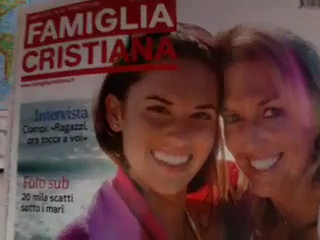 FAMIGLIA
CRISTIANA
Intervista
Ciampi: «Ragazzi,
ora tocca a voi»
Foto sub
20 mila scatti
sotto i mari